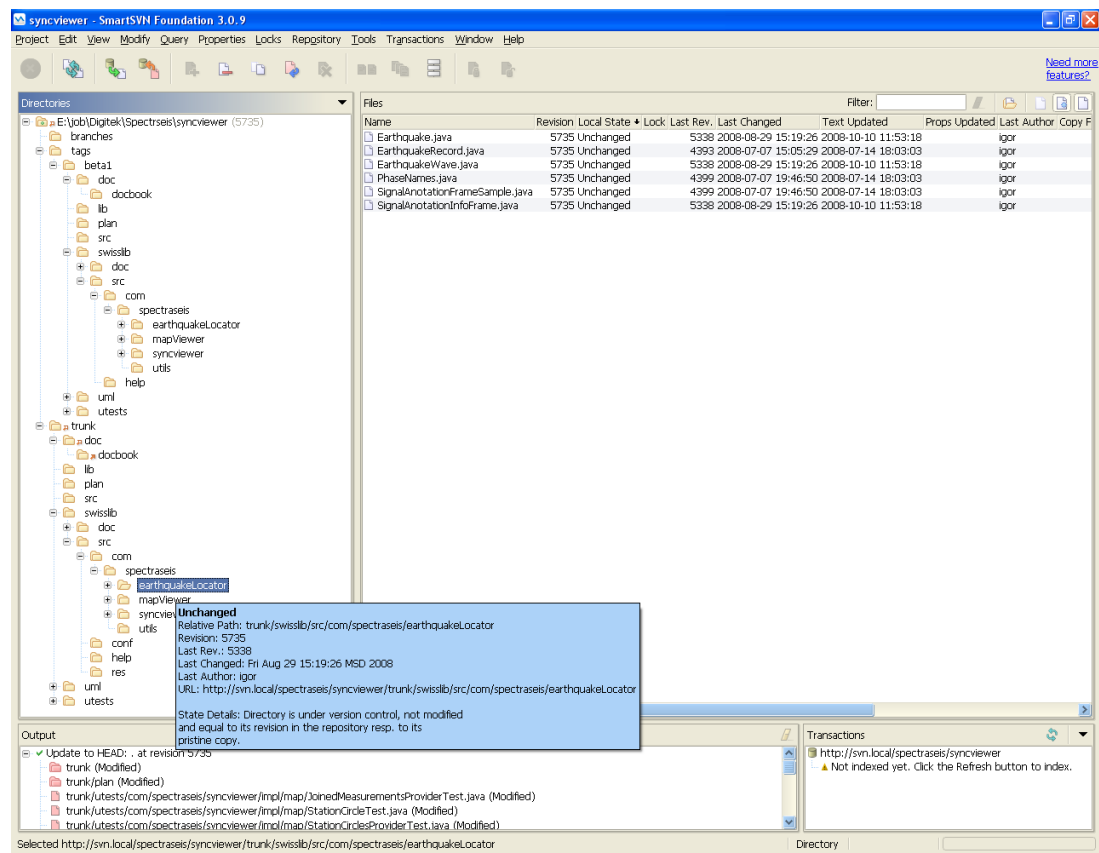 syncviewer - SmartSVN Foundation 3.0.9
Project Edit View Modify Query Properties Locks Repository Tools Transactions Window Help
Need more
features?
Directories
E:\job\Digitek\Spectrseis\syncviewer (5735)
branches
tags
beta1
doc
docbook
lib
plan
src
swisslib
doc
src
com
spectraseis
earthquakeLocator
mapViewer
syncviewer
utils
help
uml
utests
trunk
doc
docbook
lib
plan
src
swisslib
doc
src
com
spectraseis
earthquakeLocator
mapViewer
utils
conf
help
res
uml
utests
Files
Filter:
Name Revision Local State Lock Last Rev. Last Changed Text Updated Props Updated Last Author Copy F
Earthquake.java 5735 Unchanged 5338 2008-08-29 15:19:26 2008-10-10 11:53:18 igor
EarthquakeRecord.java 5735 Unchanged 4393 2008-07-07 15:05:29 2008-07-14 18:03:03 igor
EarthquakeWave.java 5735 Unchanged 5338 2008-08-29 15:19:26 2008-10-10 11:53:18 igor
PhaseNames.java 5735 Unchanged 4399 2008-07-07 19:46:50 2008-07-14 18:03:03 igor
SignalAnotationFrameSample.java 5735 Unchanged 4399 2008-07-07 19:46:50 2008-07-14 18:03:03 igor
SignalAnotationInfoFrame.java 5735 Unchanged 5338 2008-08-29 15:19:26 2008-10-10 11:53:18 igor
Unchanged
Relative Path: trunk/swisslib/src/com/spectraseis/earthquakeLocator
Revision: 5735
Last Rev.: 5338
Last Changed: Fri Aug 29 15:19:26 MSD 2008
Last Author: igor
URL: http://svn.local/spectraseis/syncviewer/trunk/swisslib/src/com/spectraseis/earthquakeLocator
State Details: Directory is under version control, not modified
and equal to its revision in the repository resp. to its
pristine copy.
Output
Update to HEAD: . at revision 5735
trunk (Modified)
trunk/plan (Modified)
trunk/utests/com/spectraseis/syncviewer/impl/map/JoinedMeasurementsProviderTest.java (Modified)
trunk/utests/com/spectraseis/syncviewer/impl/map/StationCircleTest.java (Modified)
trunk/utests/com/spectraseis/syncviewer/impl/map/StationCirclesProviderTest.java (Modified)
Transactions
http://svn.local/spectraseis/syncviewer
Not indexed yet. Click the Refresh button to index.
Selected http://svn.local/spectraseis/syncviewer/trunk/swisslib/src/com/spectraseis/earthquakeLocator
Directory